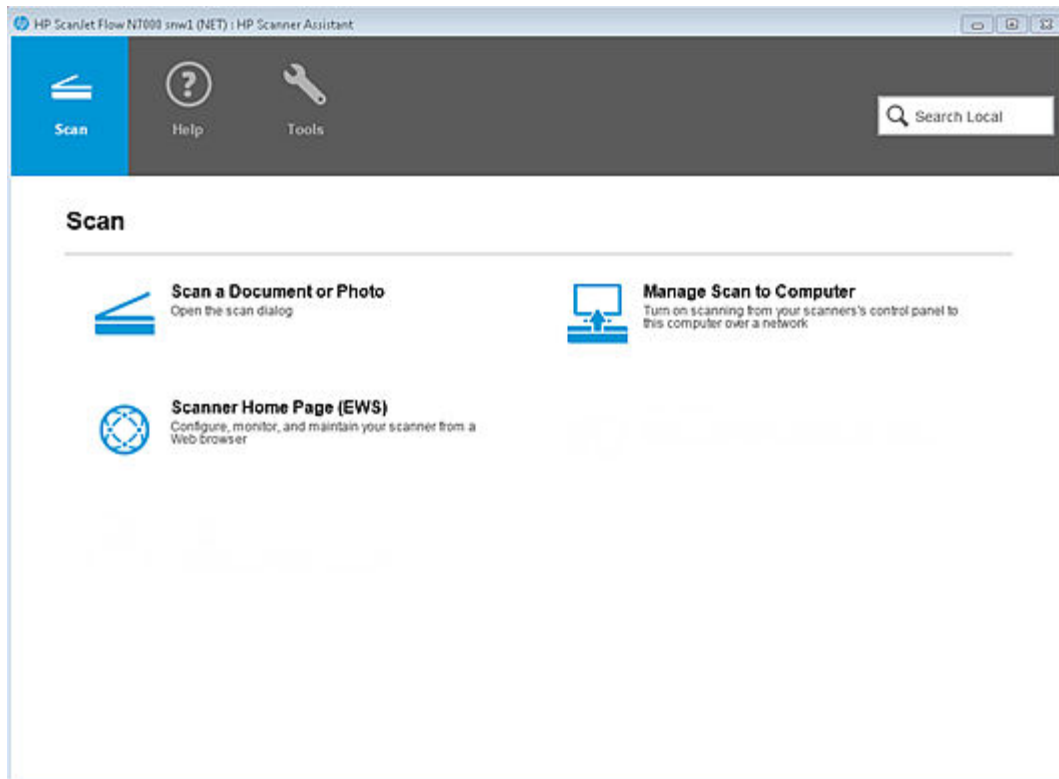 HP ScanJet Flow N7000 snw1 (NET) : HP Scanner Assistant
Scan
Help
Tools
Search Local
Scan
Scan a Document or Photo
Open the scan dialog
Manage Scan to Computer
Turn on scanning from your scanners's control panel to
this computer over a network
Scanner Home Page (EWS)
Configure, monitor, and maintain your scanner from a
Web browser